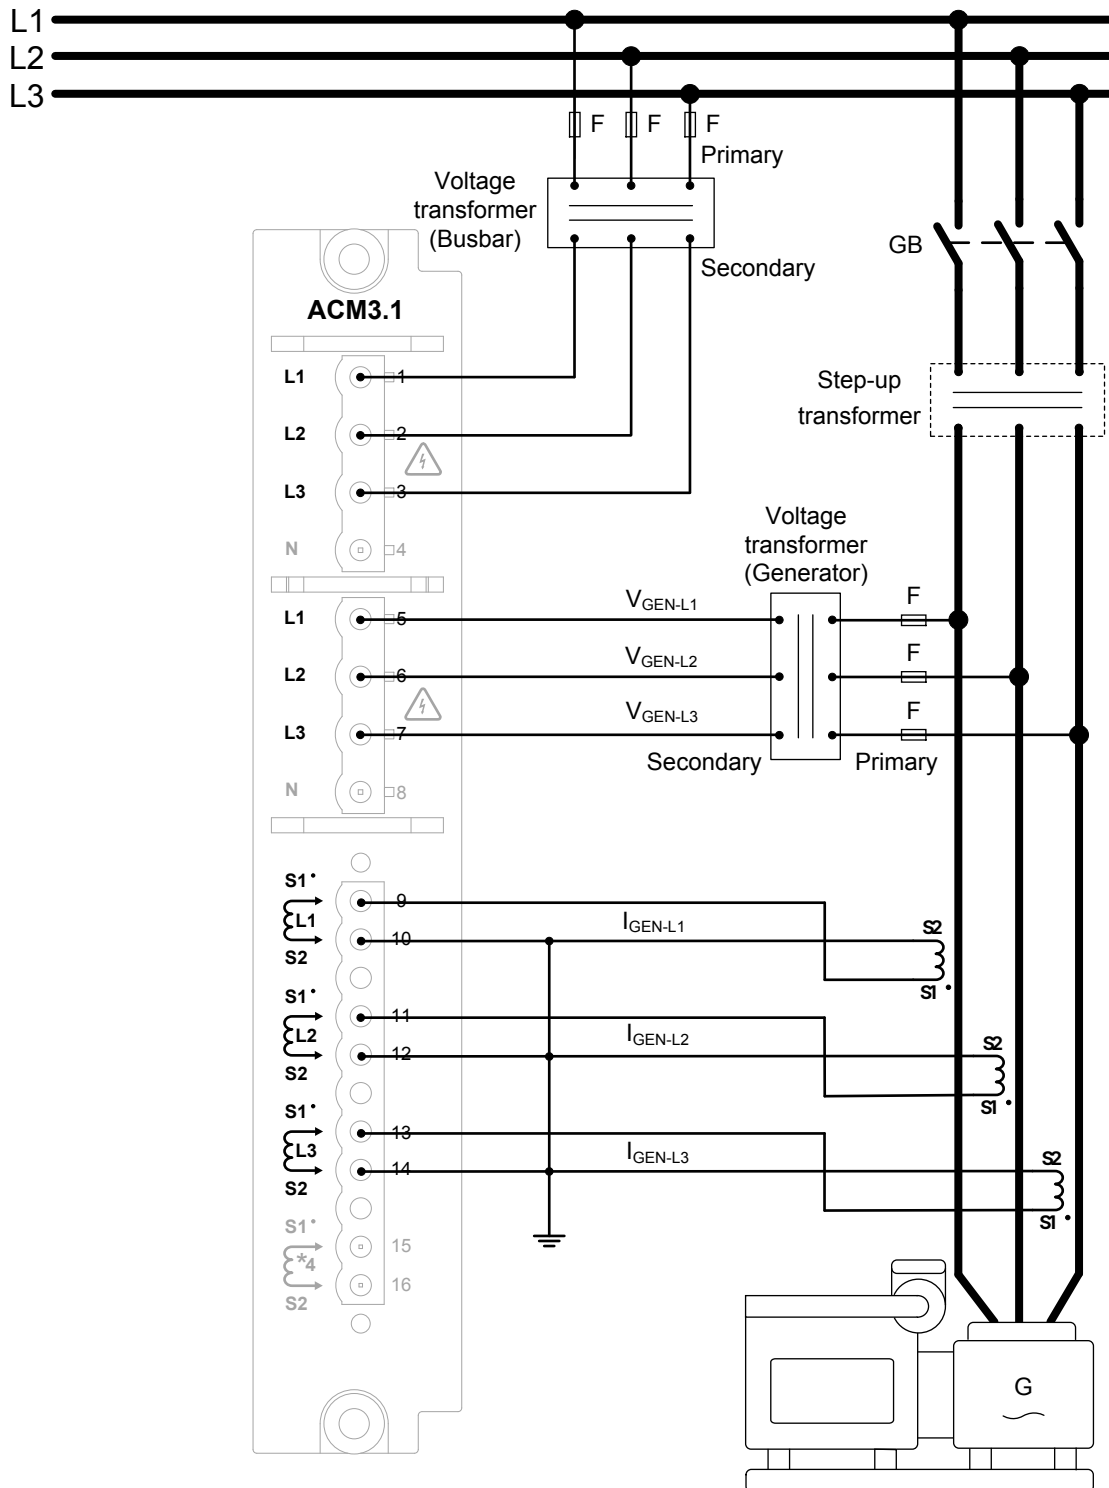 L1
L2
L3
F
F
F
Primary
Voltage
transformer
(Busbar)
Secondary
GB
ACM3.1
L1
1
L2
2
L3
3
N
4
Step-up
transformer
Voltage
transformer
(Generator)
L1
5
VGEN-L1
F
L2
6
VGEN-L2
F
L3
7
VGEN-L3
F
Secondary
Primary
N
8
S1•
9
L1
10
S2
IGEN-L1
S2
S1•
S1•
11
L2
12
S2
IGEN-L2
S2
S1•
S1•
13
L3
14
S2
IGEN-L3
S2
S1•
S1•
15
*4
16
S2
G